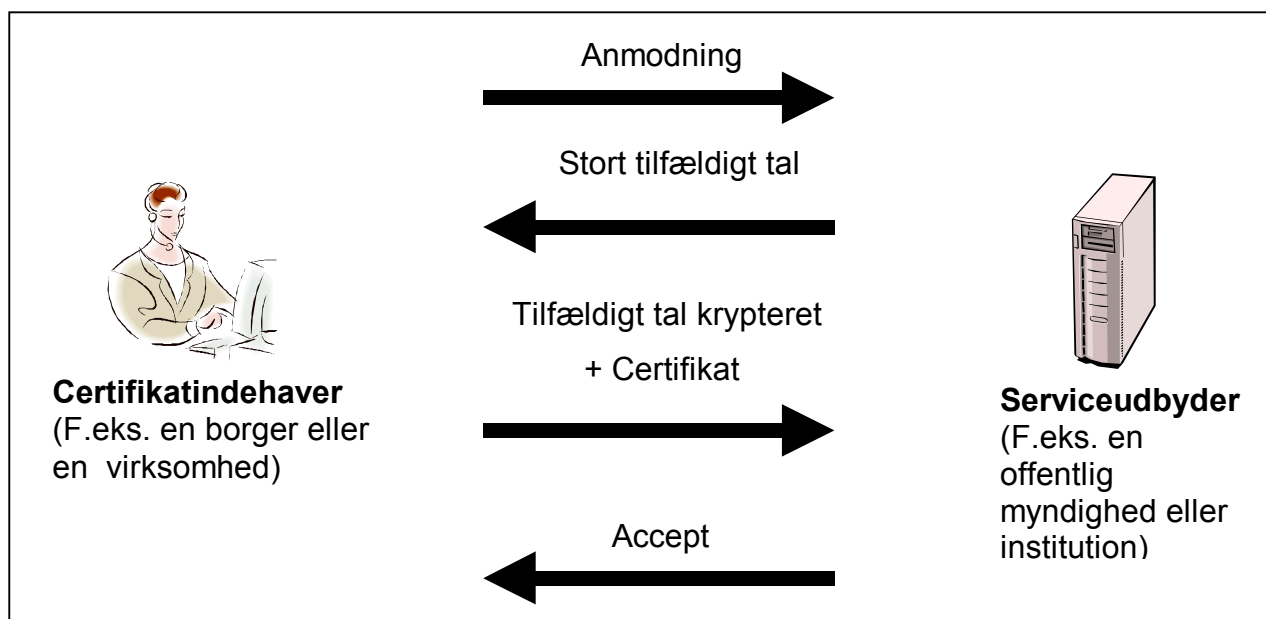 Anmodning
Stort tilfældigt tal
Tilfældigt tal krypteret
+ Certifikat
Certifikatindehaver
(F.eks. en borger eller
en virksomhed)
Serviceudbyder
(F.eks. en
offentlig
myndighed eller
institution)
Accept